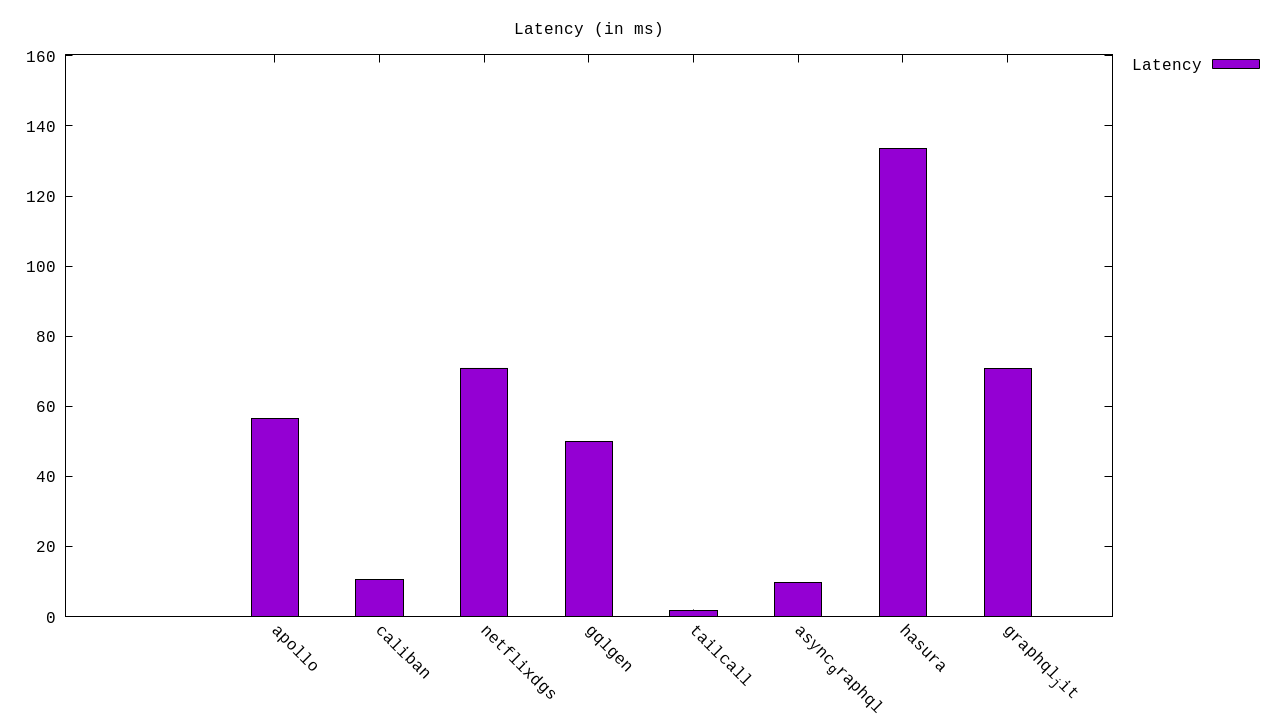 Latency (in ms)
Latency
160
140
120
100
80
60
40
20
0
apollo
caliban
netflixdgs
gqlgen
tailcall
async_graphql
hasura
graphql_jit